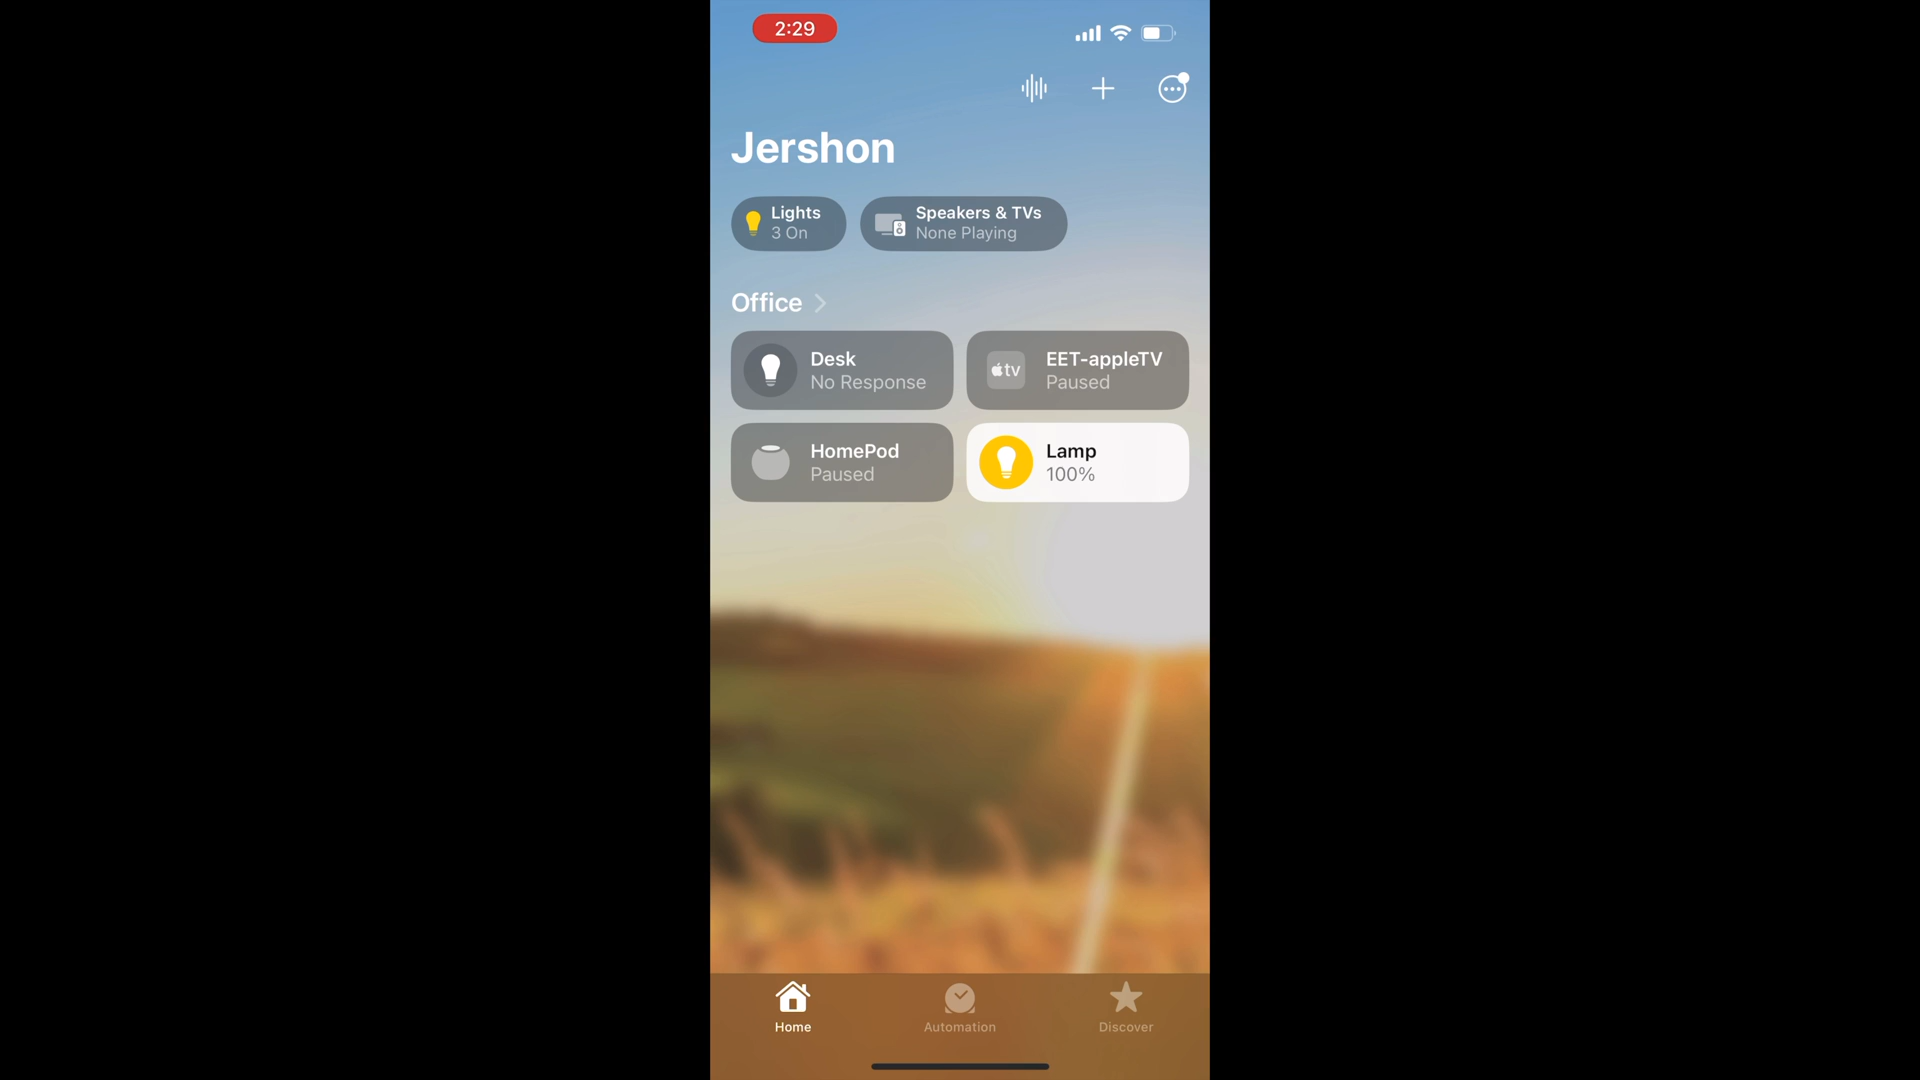 2:29
Jershon
Lights
3 On
Speakers & TVs
None Playing
Office
Desk
No Response
tv
EET-appleTV
Paused
HomePod
Paused
Lamp
100%
Home
Automation
Discover